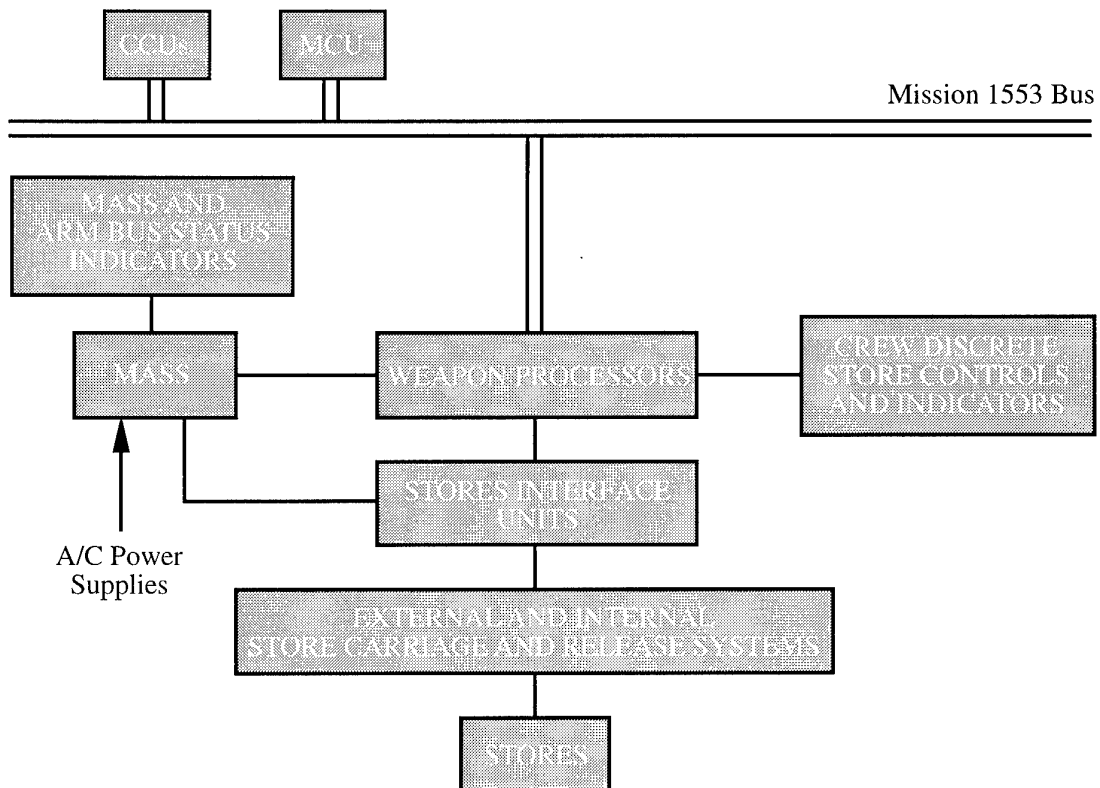 CCUs
MCU
Mission 1553 Bus
MASS AND
ARM BUS STATUS
INDICATORS
MASS
WEAPON PROCESSORS
CREW DISCRETE
STORE CONTROLS
AND INDICATORS
STORES INTERFACE
UNITS
A/C Power
Supplies
EXTERNAL AND INTERNAL
STORE CARRIAGE AND RELEASE SYSTEMS
STORES